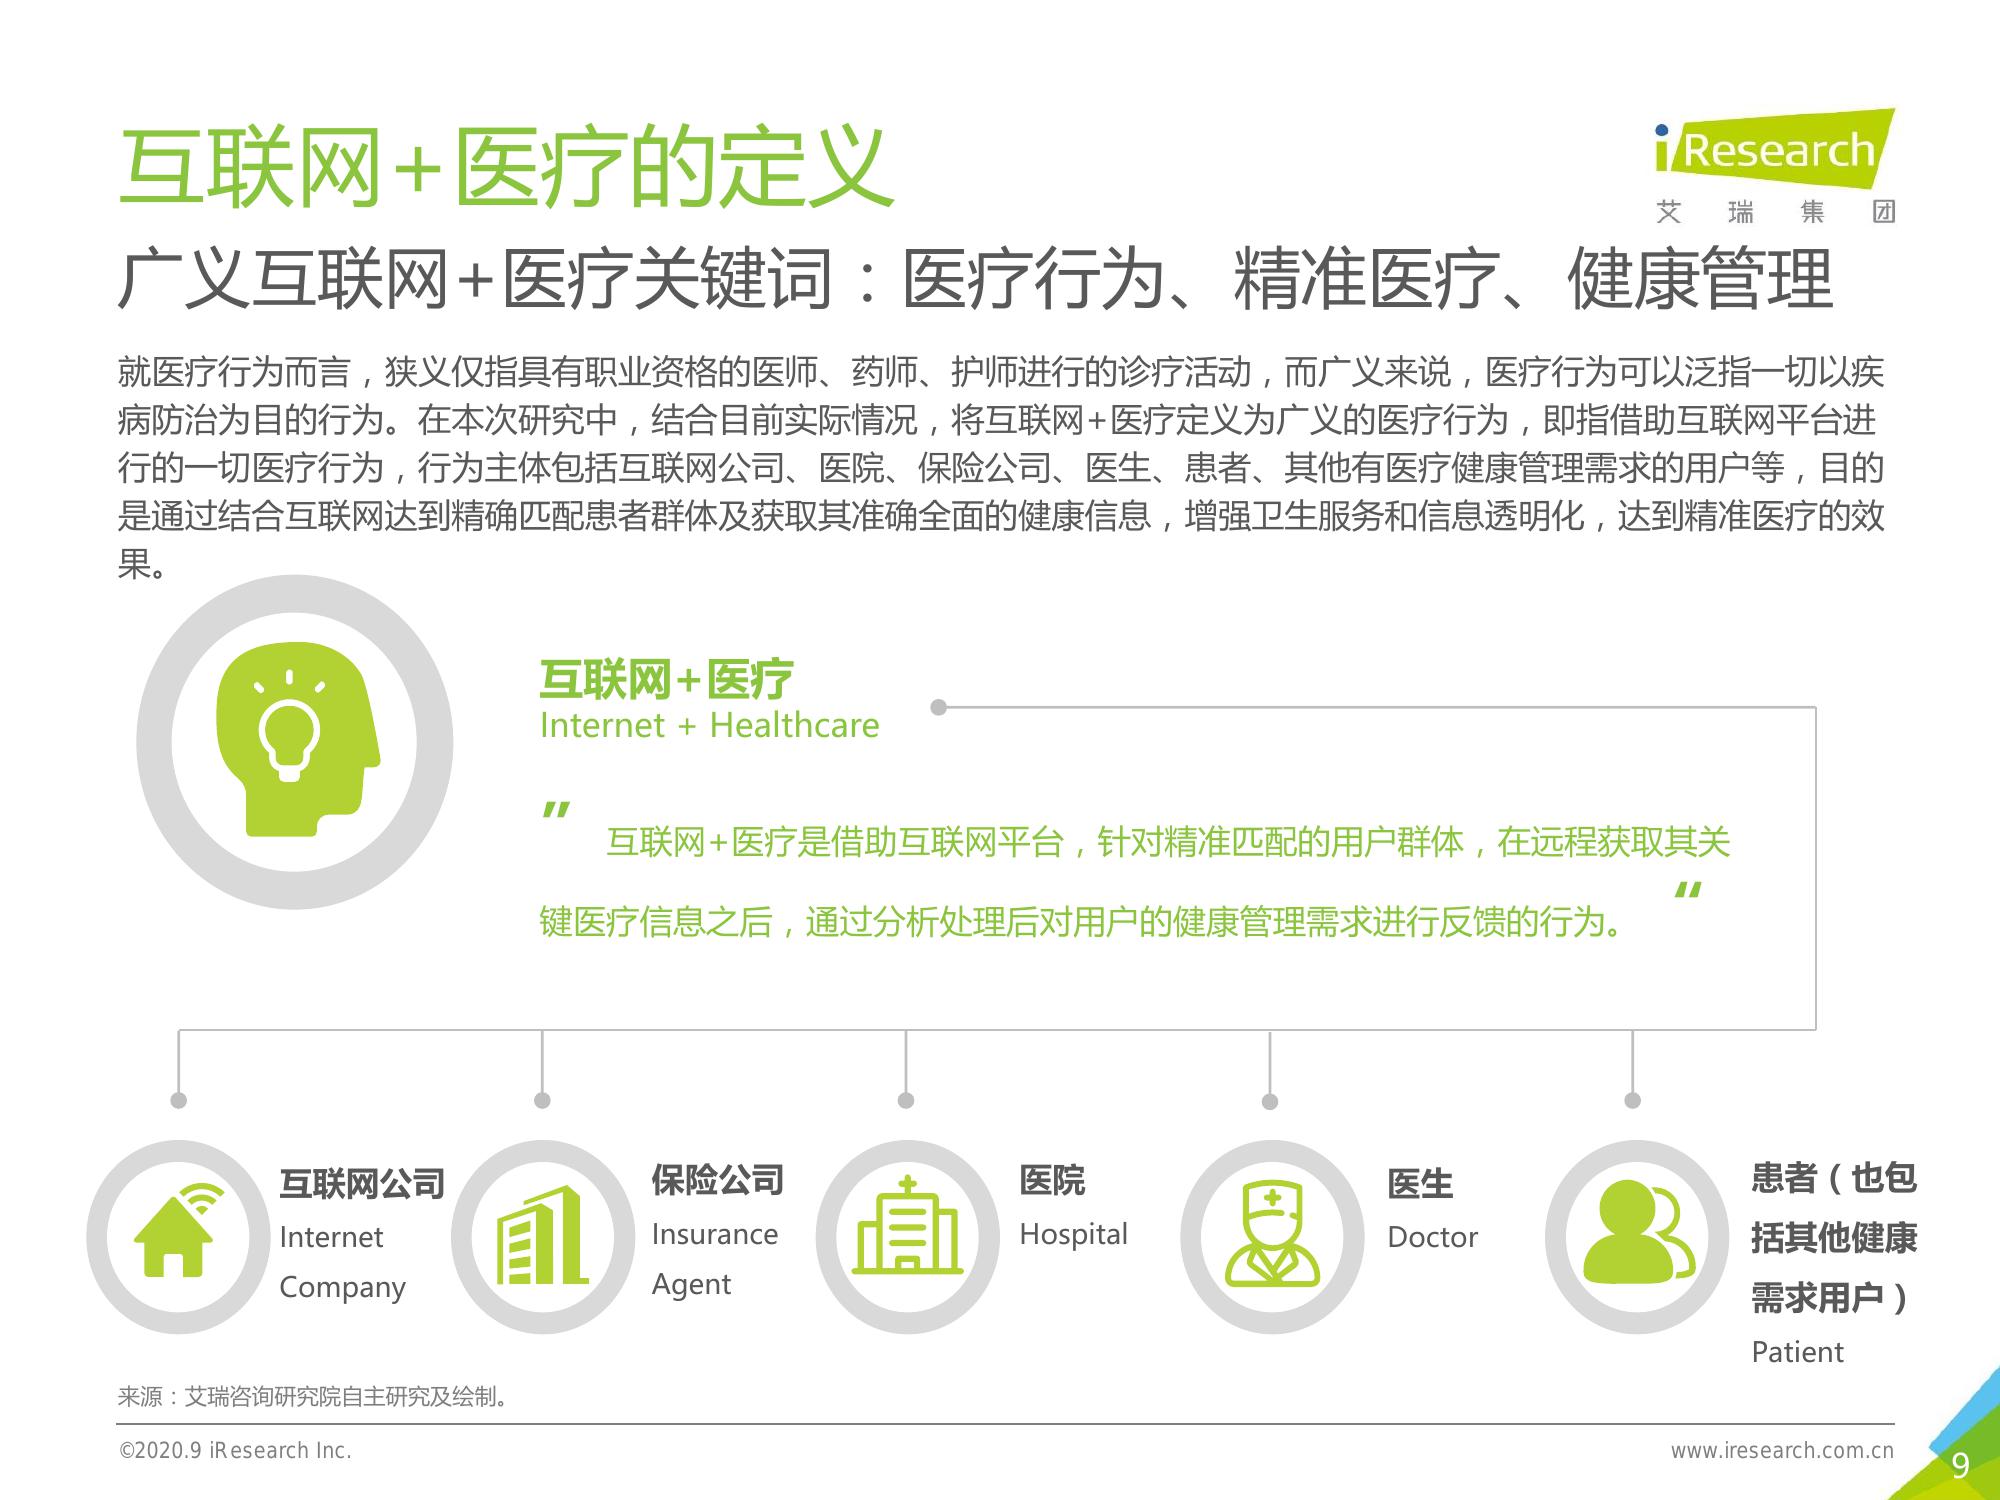 互联网+医疗的定义
iResearch
艾 瑞 集 团
广义互联网+医疗关键词：医疗行为、精准医疗、健康管理
就医疗行为而言，狭义仅指具有职业资格的医师、药师、护师进行的诊疗活动，而广义来说，医疗行为可以泛指一切以疾
病防治为目的行为。在本次研究中，结合目前实际情况，将互联网+医疗定义为广义的医疗行为，即指借助互联网平台进
行的一切医疗行为，行为主体包括互联网公司、医院、保险公司、医生、患者、其他有医疗健康管理需求的用户等，目的
是通过结合互联网达到精确匹配患者群体及获取其准确全面的健康信息，增强卫生服务和信息透明化，达到精准医疗的效
果。
互联网+医疗
Internet + Healthcare
" 互联网+医疗是借助互联网平台，针对精准匹配的用户群体，在远程获取其关
键医疗信息之后，通过分析处理后对用户的健康管理需求进行反馈的行为。 "
互联网公司
Internet
Company
保险公司
Insurance
Agent
医院
Hospital
医生
Doctor
患者（也包
括其他健康
需求用户）
Patient
来源：艾瑞咨询研究院自主研究及绘制。
©2020.9 iResearch Inc.
www.iresearch.com.cn
9